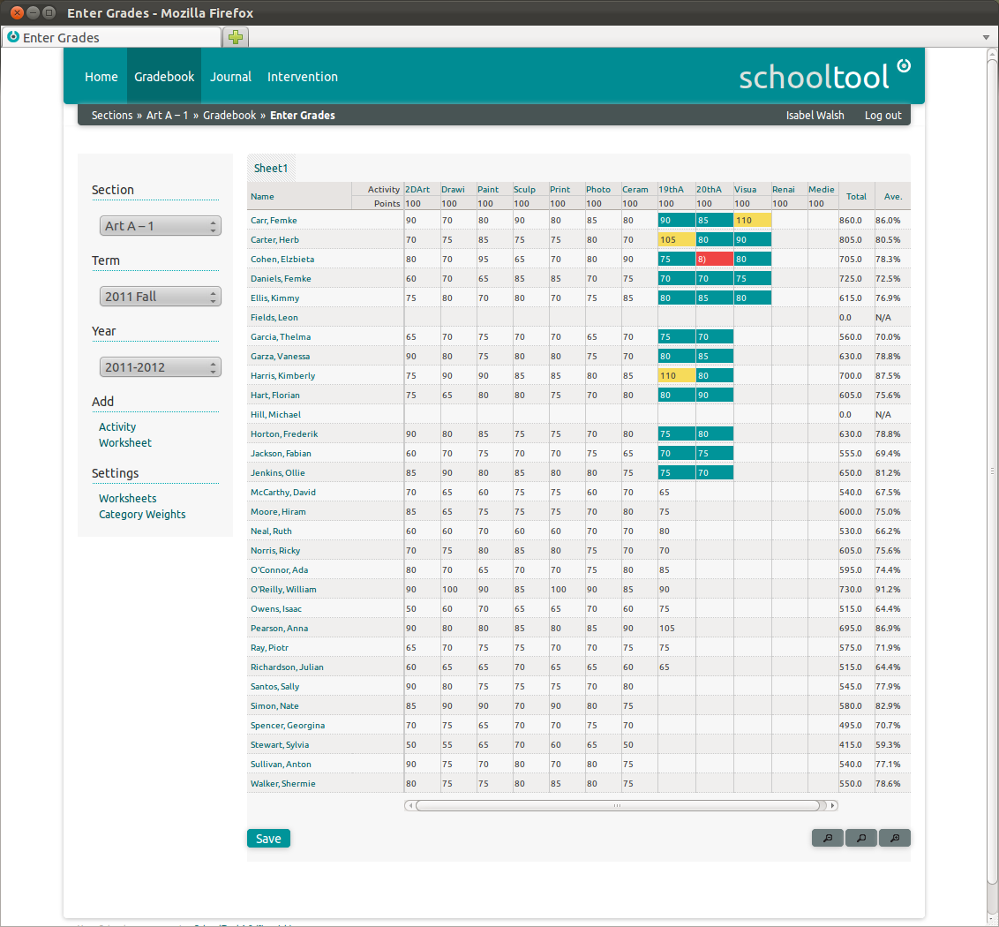 Enter Grades - Mozilla Firefox
Enter Grades
Home Gradebook Journal Intervention schooltool
Sections » Art A – 1 » Gradebook » Enter Grades Isabel Walsh Log out
Section
Art A – 1
Term
2011 Fall
Year
2011-2012
Add
Activity
Worksheet
Settings
Worksheets
Category Weights
Sheet1
Name Activity 2DArt Drawi Paint Sculp Print Photo Ceram 19thA 20thA Visua Renai Medie Total Ave.
Points 100 100 100 100 100 100 100 100 100 100 100 100
Carr, Femke 90 70 80 90 80 85 80 90 85 110 860.0 86.0%
Carter, Herb 70 75 85 75 75 80 70 105 80 90 805.0 80.5%
Cohen, Elzbieta 80 70 95 65 70 80 90 75 8) 80 705.0 78.3%
Daniels, Femke 60 70 65 85 85 70 75 70 70 75 725.0 72.5%
Ellis, Kimmy 75 80 70 80 70 75 85 80 85 80 615.0 76.9%
Fields, Leon 0.0 N/A
Garcia, Thelma 65 70 75 70 70 65 70 75 70 560.0 70.0%
Garza, Vanessa 90 80 75 80 80 75 70 80 85 630.0 78.8%
Harris, Kimberly 75 90 90 85 85 80 85 110 80 700.0 87.5%
Hart, Florian 75 65 80 80 75 70 80 80 90 605.0 75.6%
Hill, Michael 0.0 N/A
Horton, Frederik 90 80 85 75 75 70 80 75 80 630.0 78.8%
Jackson, Fabian 60 70 75 70 70 75 65 70 75 555.0 69.4%
Jenkins, Ollie 85 90 80 85 80 80 75 75 70 650.0 81.2%
McCarthy, David 70 65 60 75 75 60 70 65 540.0 67.5%
Moore, Hiram 85 65 75 75 75 70 80 75 600.0 75.0%
Neal, Ruth 60 60 70 60 60 70 70 80 530.0 66.2%
Norris, Ricky 70 75 80 85 80 75 70 70 605.0 75.6%
O'Connor, Ada 80 70 65 70 70 75 80 85 595.0 74.4%
O'Reilly, William 90 100 90 85 100 90 85 90 730.0 91.2%
Owens, Isaac 50 60 70 65 65 70 60 75 515.0 64.4%
Pearson, Anna 90 80 80 85 80 85 90 105 695.0 86.9%
Ray, Piotr 65 70 75 75 70 70 75 75 575.0 71.9%
Richardson, Julian 60 65 65 70 65 65 60 65 515.0 64.4%
Santos, Sally 90 80 75 75 75 70 80 545.0 77.9%
Simon, Nate 85 90 90 70 90 80 75 580.0 82.9%
Spencer, Georgina 70 75 65 70 70 75 70 495.0 70.7%
Stewart, Sylvia 50 55 65 70 60 65 50 415.0 59.3%
Sullivan, Anton 90 75 70 80 70 80 75 540.0 77.1%
Walker, Shermie 80 75 75 80 85 80 75 550.0 78.6%
Save